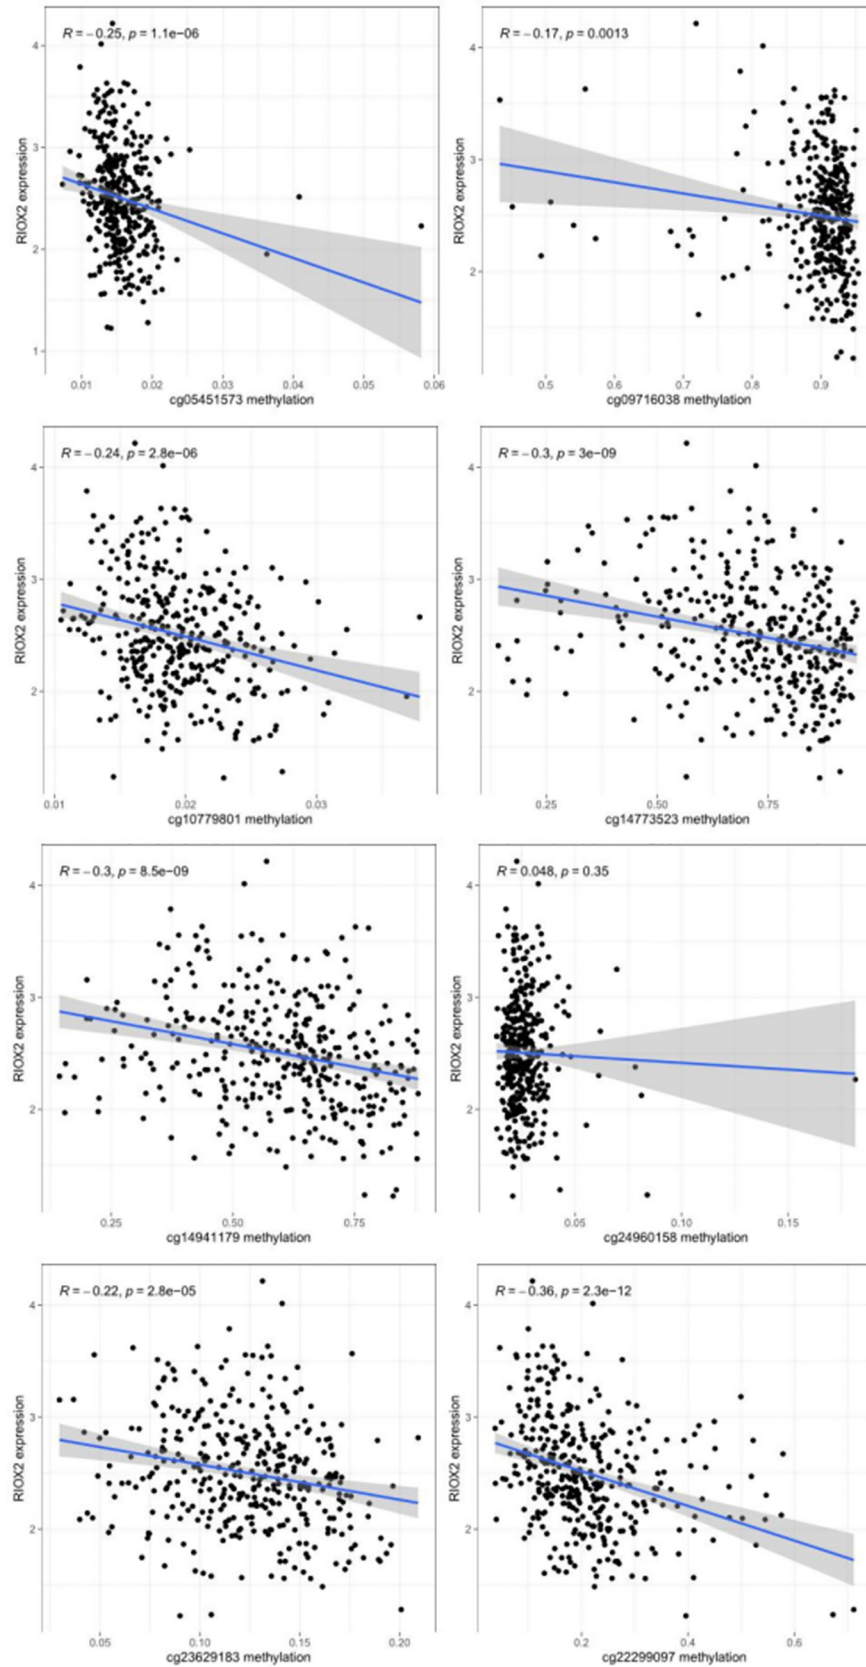 R = −0.25, p = 1.1e−06
RIOX2 expression
4
3
2
1
0.01 0.02 0.03 0.04 0.05 0.06
cg05451573 methylation
R = −0.17, p = 0.0013
RIOX2 expression
4
3
2
0.5 0.6 0.7 0.8 0.9
cg09716038 methylation
R = −0.24, p = 2.8e−06
RIOX2 expression
4
3
2
0.01 0.02 0.03
cg10779801 methylation
R = −0.3, p = 3e−09
RIOX2 expression
4
3
2
0.25 0.50 0.75
cg14773523 methylation
R = −0.3, p = 8.5e−09
RIOX2 expression
4
3
2
0.25 0.50 0.75
cg14941179 methylation
R = 0.048, p = 0.35
RIOX2 expression
4
3
2
0.05 0.10 0.15
cg24960158 methylation
R = −0.22, p = 2.8e−05
RIOX2 expression
4
3
2
0.05 0.10 0.15 0.20
cg23629183 methylation
R = −0.36, p = 2.3e−12
RIOX2 expression
4
3
2
0.2 0.4 0.6
cg22299097 methylation